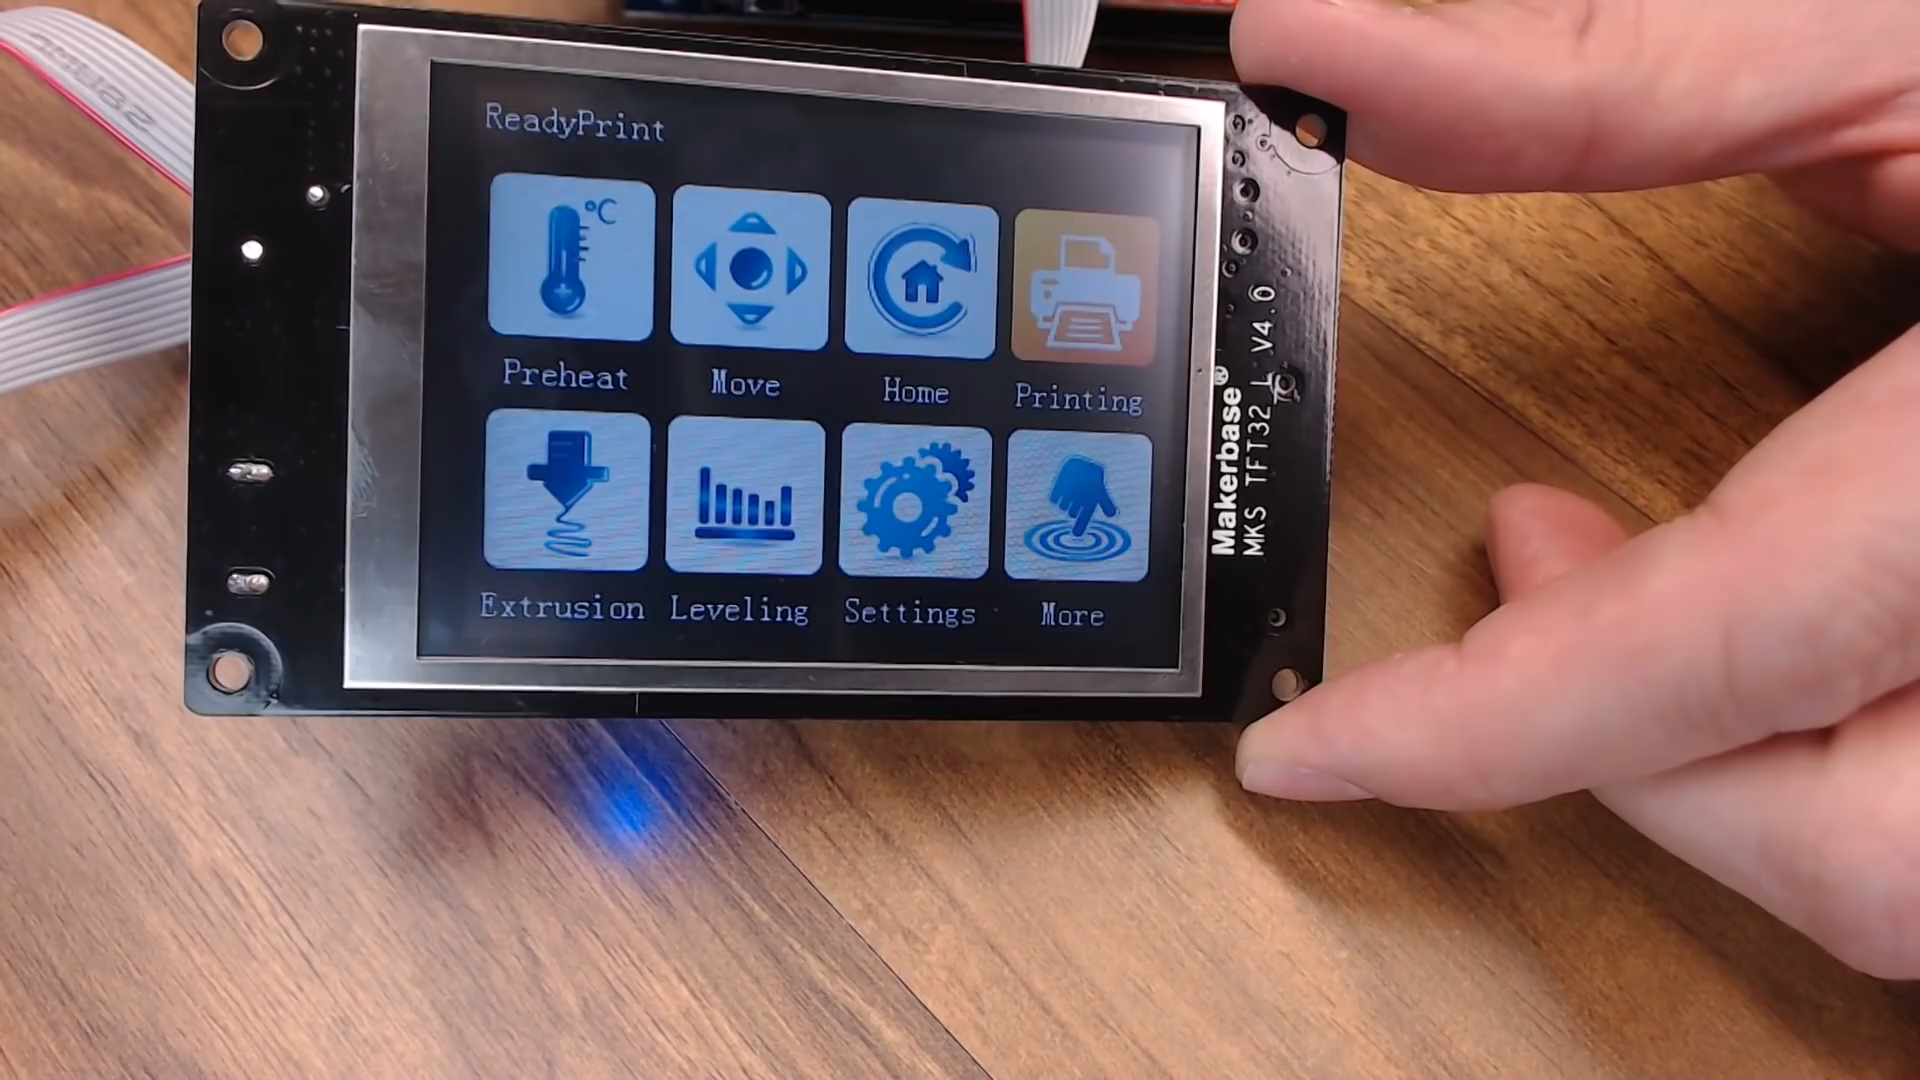 ReadyPrint
°C
Preheat
Move
Home
Printing
Extrusion
Leveling
Settings
More
Makerbase®
MKS TFT32_L V4.0